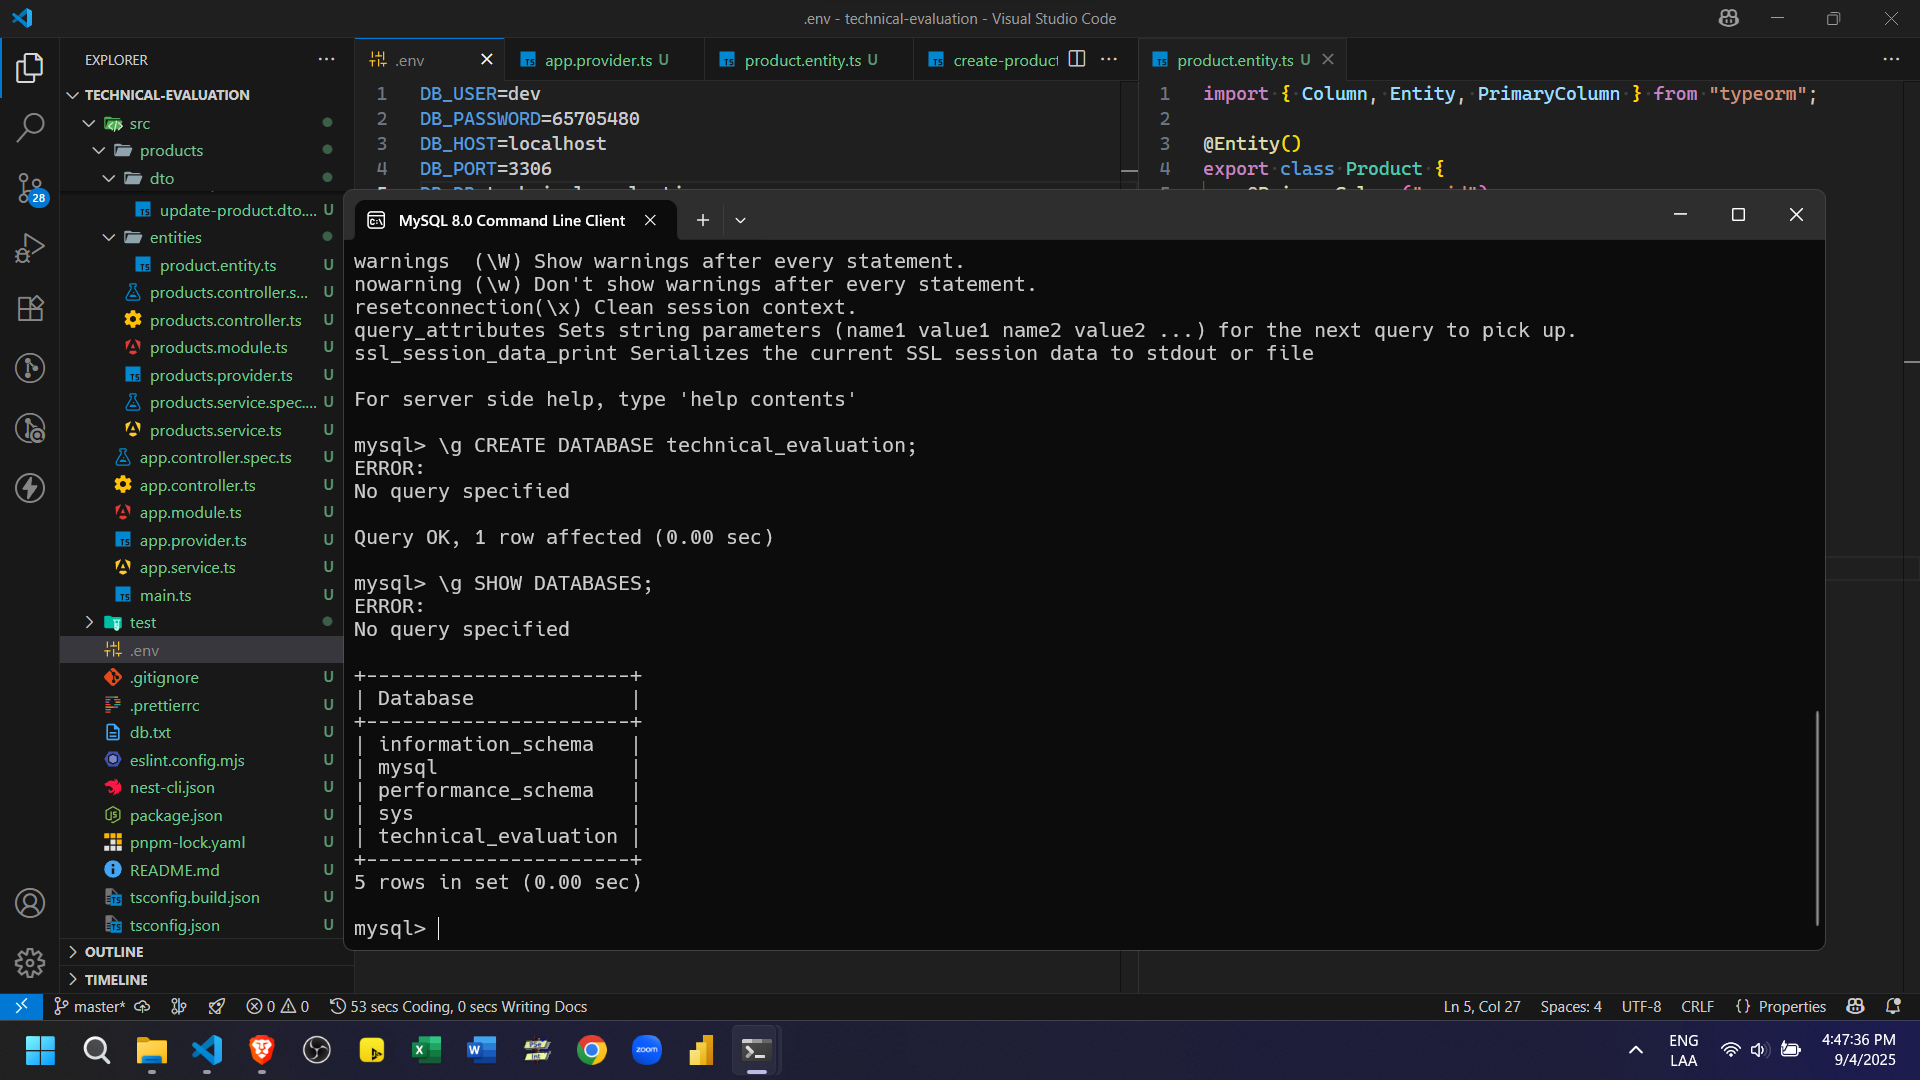 .env - technical-evaluation - Visual Studio Code
EXPLORER
TECHNICAL-EVALUATION
src
products
dto
update-product.dto.... U
entities
product.entity.ts U
products.controller.s... U
products.controller.ts U
products.module.ts U
products.provider.ts U
products.service.spec.... U
products.service.ts U
app.controller.spec.ts U
app.controller.ts U
app.module.ts U
app.provider.ts U
app.service.ts U
main.ts U
test
.env
.gitignore U
.prettierrc U
db.txt U
eslint.config.mjs U
nest-cli.json U
package.json U
pnpm-lock.yaml U
README.md U
tsconfig.build.json U
tsconfig.json U
OUTLINE
TIMELINE
28
.env
app.provider.ts U
product.entity.ts U
create-product
1 DB_USER=dev
2 DB_PASSWORD=65705480
3 DB_HOST=localhost
4 DB_PORT=3306
product.entity.ts U
1 import { Column, Entity, PrimaryColumn } from "typeorm";
2
3 @Entity()
4 export class Product {
MySQL 8.0 Command Line Client
warnings (\W) Show warnings after every statement.
nowarning (\w) Don't show warnings after every statement.
resetconnection(\x) Clean session context.
query_attributes Sets string parameters (name1 value1 name2 value2 ...) for the next query to pick up.
ssl_session_data_print Serializes the current SSL session data to stdout or file
For server side help, type 'help contents'
mysql> \g CREATE DATABASE technical_evaluation;
ERROR:
No query specified
Query OK, 1 row affected (0.00 sec)
mysql> \g SHOW DATABASES;
ERROR:
No query specified
+----------------------+
| Database |
+----------------------+
| information_schema |
| mysql |
| performance_schema |
| sys |
| technical_evaluation |
+----------------------+
5 rows in set (0.00 sec)
mysql>
master* 0 0 53 secs Coding, 0 secs Writing Docs
Ln 5, Col 27 Spaces: 4 UTF-8 CRLF { } Properties
zoom
ENG
LAA
4:47:36 PM
9/4/2025